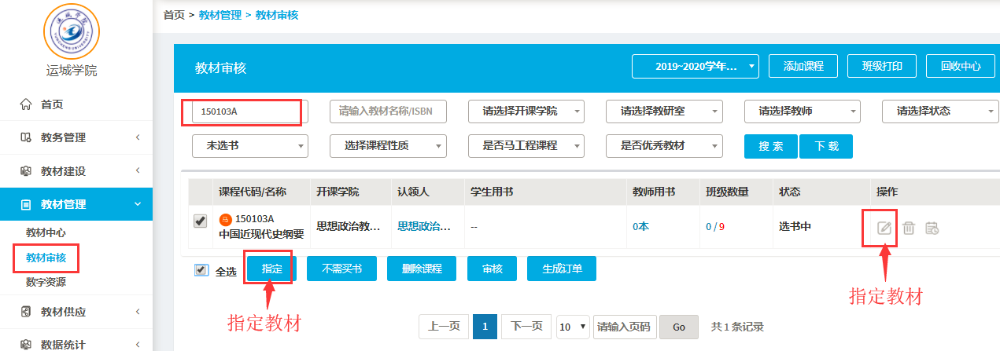 首页 > 教材管理 > 教材审核
运城学院
首页
教务管理
教材建设
教材管理
教材中心
教材审核
数字资源
教材供应
数据统计
教材审核
2019~2020学年...
添加课程
班级打印
回收中心
150103A
请输入教材名称/ISBN
请选择开课学院
请选择教研室
请选择教师
请选择状态
未选书
选择课程性质
是否马工程课程
是否优秀教材
搜 索
下 载
课程代码/名称 开课学院 认领人 学生用书 教师用书 班级数量 状态 操作
马 150103A
中国近现代史纲要
思想政治教...
思想政治...
--
0本
0 / 9
选书中
全选
指定
不需买书
删除课程
审核
生成订单
指定教材
指定教材
上一页
1
下一页
10
请输入页码
Go
共 1 条记录